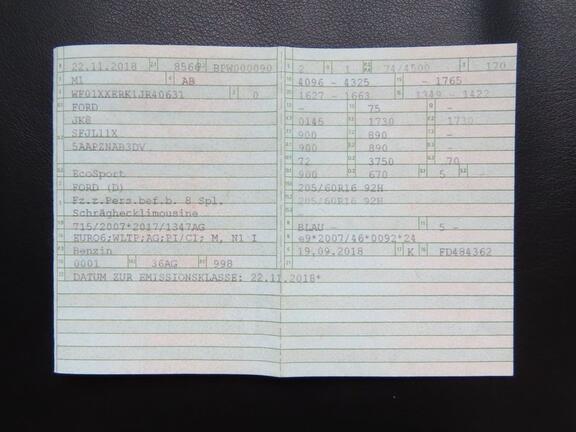 22.11.2018 8566 BPW000090
M1 AB
WF01XXERK1JR40631 0
FORD
JK8
SFJL11X
5AAPZNAB3DV
EcoSport
FORD (D)
Fz.z.Pers.bef.b. 8 Spl.
Schräghecklimousine
715/2007*2017/1347AG
EURO6;WLTP;AG;PI/CI; M, N1 I
Benzin
0001 36AG 998
DATUM ZUR EMISSIONSKLASSE: 22.11.2018*
2 1 74/4500 170
4096 - 4325 - 1765
1627 - 1663 1349 - 1422
- 75 -
0145 1730 1730
900 890 -
900 890 -
72 3750 70
900 670 5 -
205/60R16 92H
205/60R16 92H
-
BLAU - 5 -
e9*2007/46*0092*24
19.09.2018 K FD484362